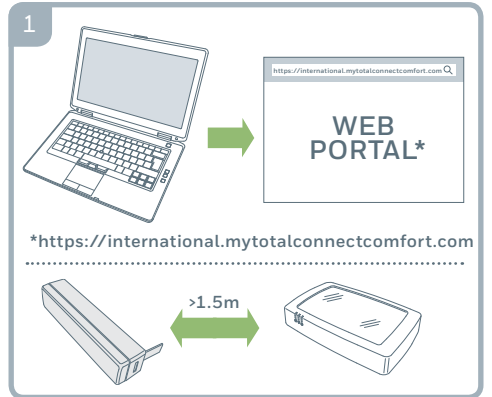 1
https://international.mytotalconnectcomfort.com
WEB
PORTAL*
*https://international.mytotalconnectcomfort.com
>1.5m